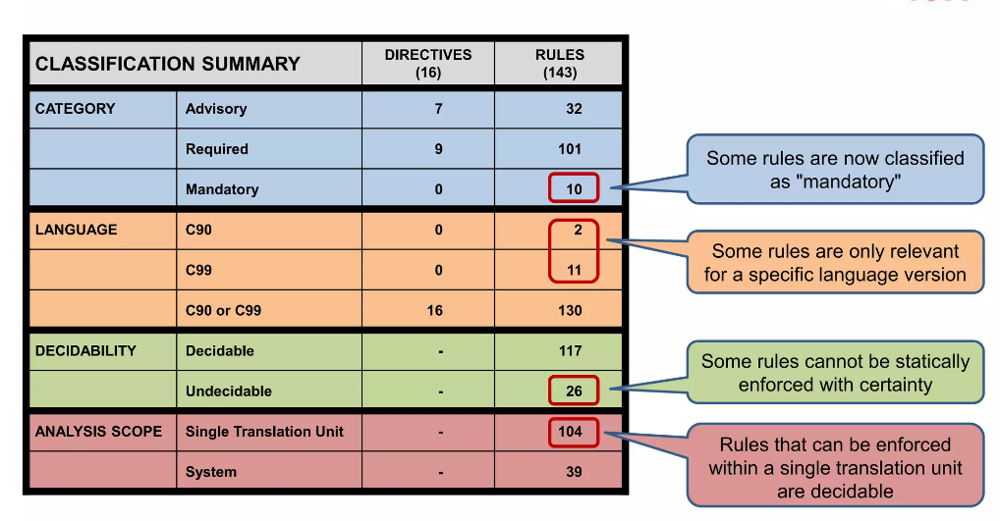 CLASSIFICATION SUMMARY DIRECTIVES (16) RULES (143)
CATEGORY Advisory 7 32
Required 9 101
Mandatory 0 10
LANGUAGE C90 0 2
C99 0 11
C90 or C99 16 130
DECIDABILITY Decidable - 117
Undecidable - 26
ANALYSIS SCOPE Single Translation Unit - 104
System - 39
Some rules are now classified
as "mandatory"
Some rules are only relevant
for a specific language version
Some rules cannot be statically
enforced with certainty
Rules that can be enforced
within a single translation unit
are decidable